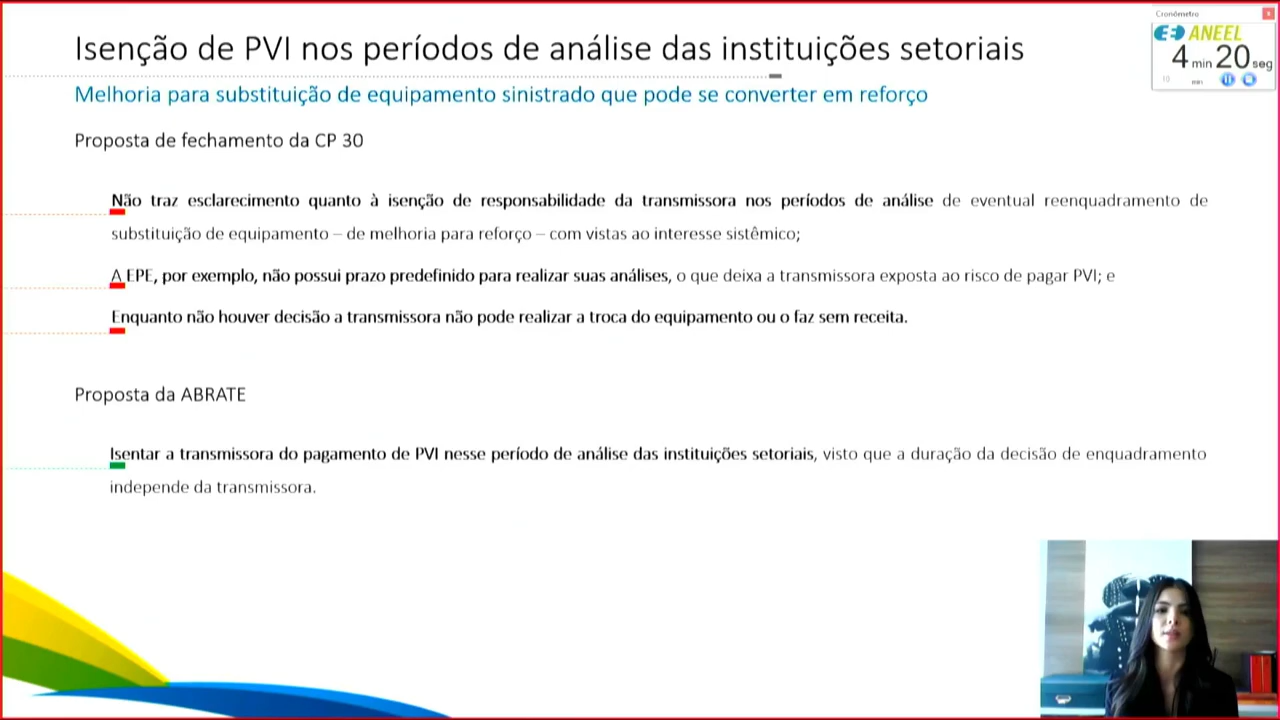 Cronômetro
ANEEL
4 min 20 seg
10 min
Isenção de PVI nos períodos de análise das instituições setoriais
Melhoria para substituição de equipamento sinistrado que pode se converter em reforço
Proposta de fechamento da CP 30
Não traz esclarecimento quanto à isenção de responsabilidade da transmissora nos períodos de análise de eventual reenquadramento de
substituição de equipamento – de melhoria para reforço – com vistas ao interesse sistêmico;
A EPE, por exemplo, não possui prazo predefinido para realizar suas análises, o que deixa a transmissora exposta ao risco de pagar PVI; e
Enquanto não houver decisão a transmissora não pode realizar a troca do equipamento ou o faz sem receita.
Proposta da ABRATE
Isentar a transmissora do pagamento de PVI nesse período de análise das instituições setoriais, visto que a duração da decisão de enquadramento
independe da transmissora.